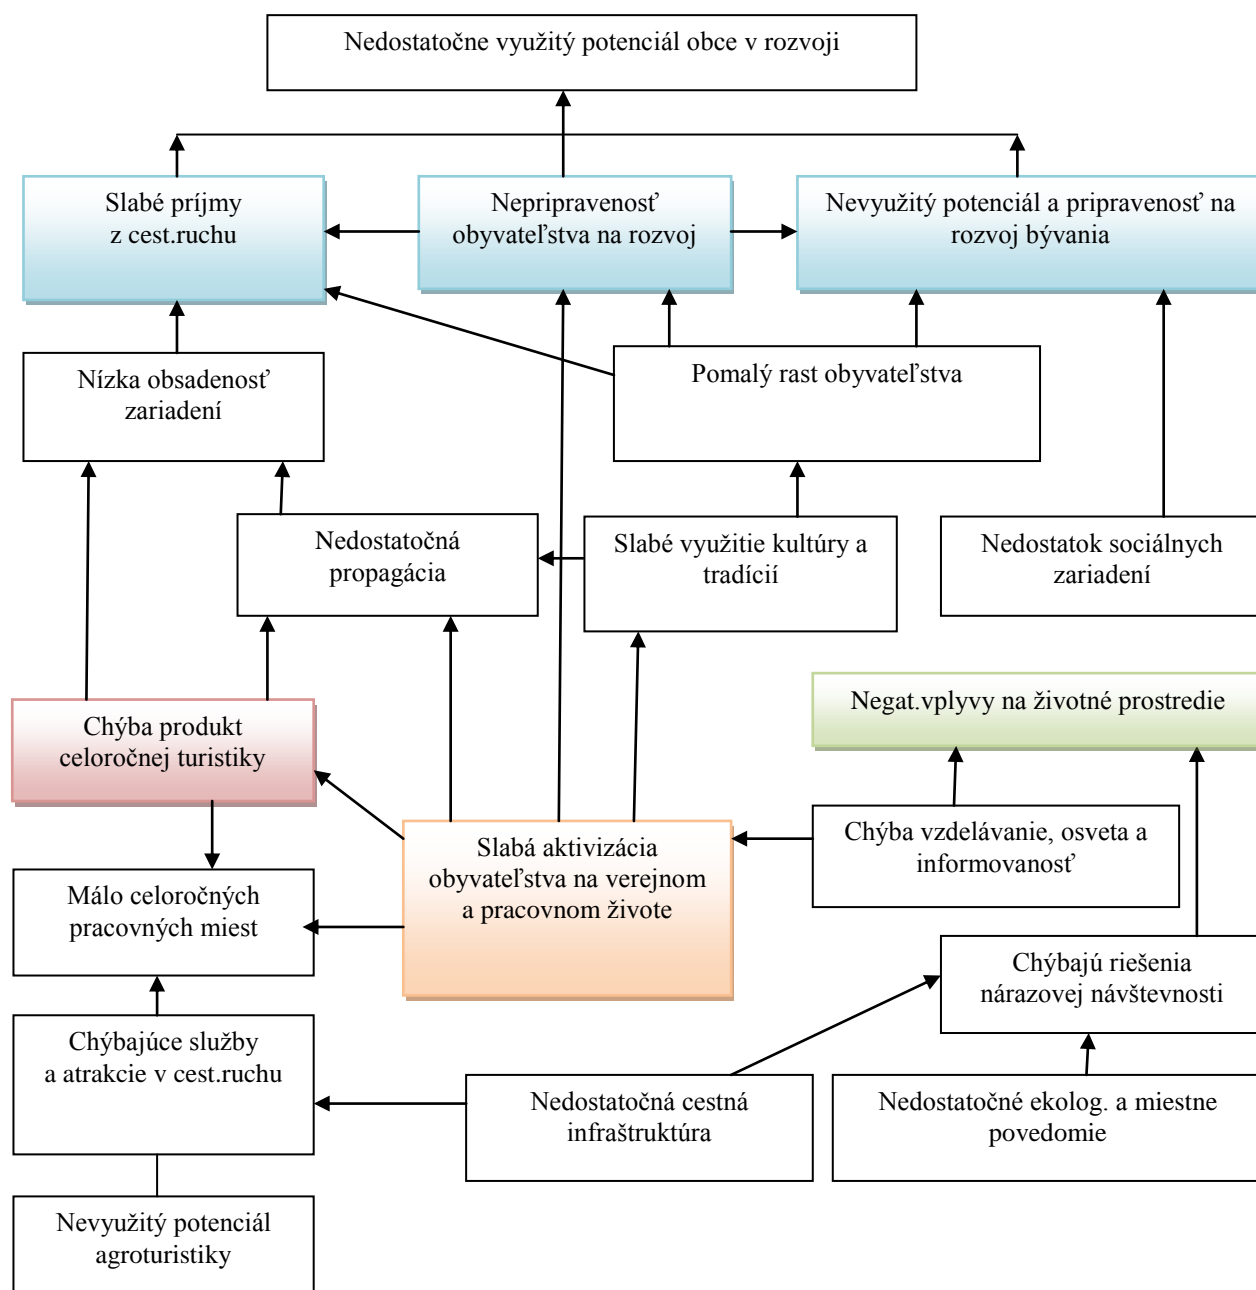 Nedostatočne využitý potenciál obce v rozvoji
Slabé príjmy
z cest.ruchu
Nepripravenosť
obyvateľstva na rozvoj
Nevyužitý potenciál a pripravenosť na
rozvoj bývania
Nízka obsadenosť
zariadení
Pomalý rast obyvateľstva
Nedostatočná
propagácia
Slabé využitie kultúry a
tradícií
Nedostatok sociálnych
zariadení
Chýba produkt
celoročnej turistiky
Negat.vplyvy na životné prostredie
Slabá aktivizácia
obyvateľstva na verejnom
a pracovnom živote
Chýba vzdelávanie, osveta a
informovanosť
Málo celoročných
pracovných miest
Chýbajú riešenia
nárazovej návštevnosti
Chýbajúce služby
a atrakcie v cest.ruchu
Nedostatočná cestná
infraštruktúra
Nedostatočné ekolog. a miestne
povedomie
Nevyužitý potenciál
agroturistiky